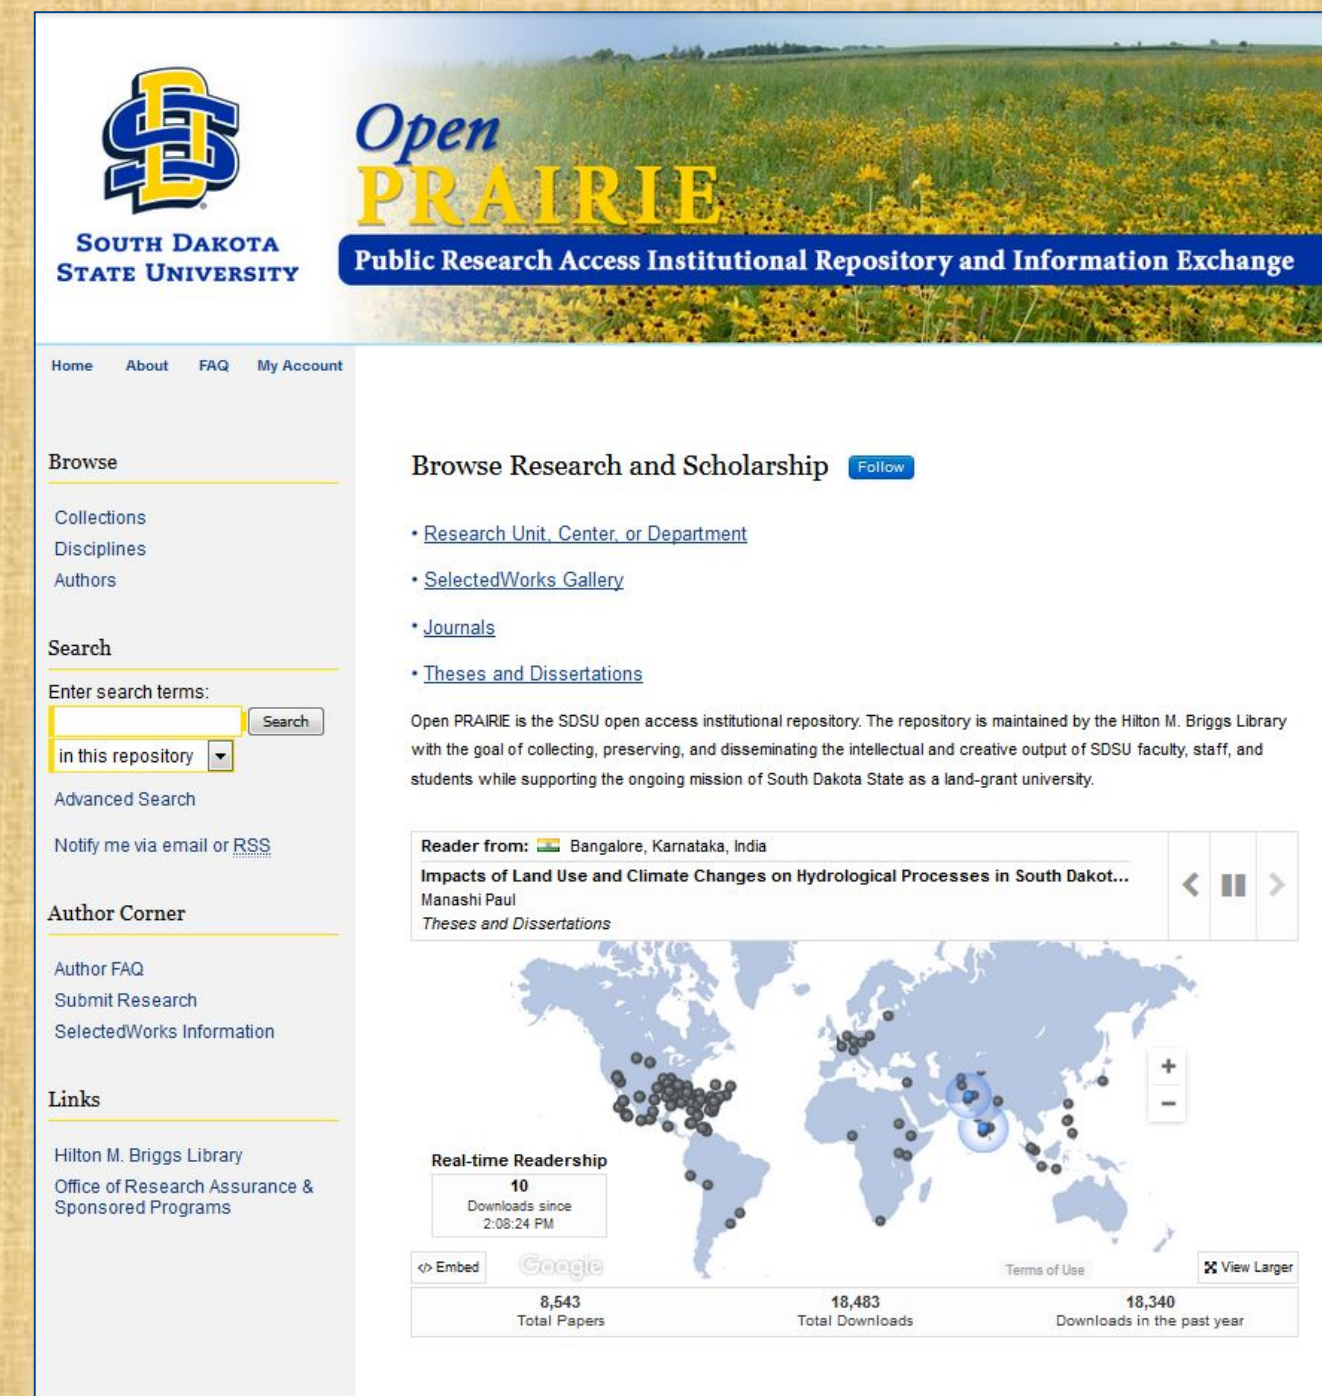 SOUTH DAKOTA
STATE UNIVERSITY
Open
PRAIRIE
Public Research Access Institutional Repository and Information Exchange
Home About FAQ My Account
Browse
Collections
Disciplines
Authors
Search
Enter search terms:
Search
in this repository
Advanced Search
Notify me via email or RSS
Author Corner
Author FAQ
Submit Research
SelectedWorks Information
Links
Hilton M. Briggs Library
Office of Research Assurance &
Sponsored Programs
Browse Research and Scholarship Follow
• Research Unit, Center, or Department
• SelectedWorks Gallery
• Journals
• Theses and Dissertations
Open PRAIRIE is the SDSU open access institutional repository. The repository is maintained by the Hilton M. Briggs Library
with the goal of collecting, preserving, and disseminating the intellectual and creative output of SDSU faculty, staff, and
students while supporting the ongoing mission of South Dakota State as a land-grant university.
Reader from: Bangalore, Karnataka, India
Impacts of Land Use and Climate Changes on Hydrological Processes in South Dakot...
Manashi Paul
Theses and Dissertations
+
−
Real-time Readership
10
Downloads since
2:08:24 PM
</> Embed
Google
Terms of Use
View Larger
8,543 18,483 18,340
Total Papers Total Downloads Downloads in the past year